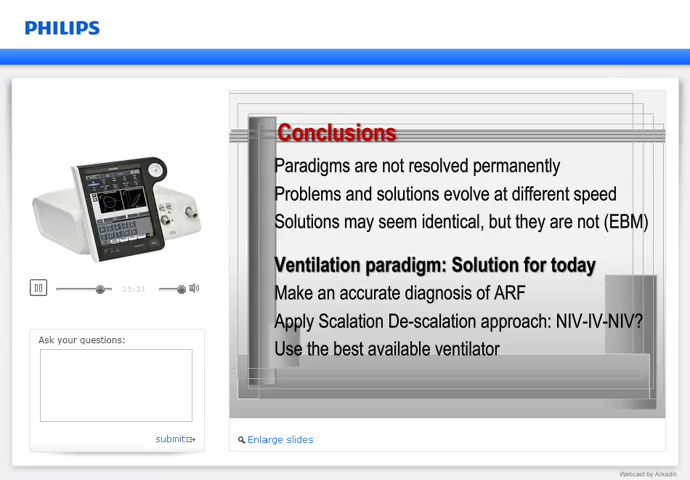 PHILIPS
Conclusions
Paradigms are not resolved permanently
Problems and solutions evolve at different speed
Solutions may seem identical, but they are not (EBM)
Ventilation paradigm: Solution for today
Make an accurate diagnosis of ARF
Apply Scalation De-scalation approach: NIV-IV-NIV?
Use the best available ventilator
35:31
Ask your questions:
submit
Enlarge slides
Webcast by Arkadin